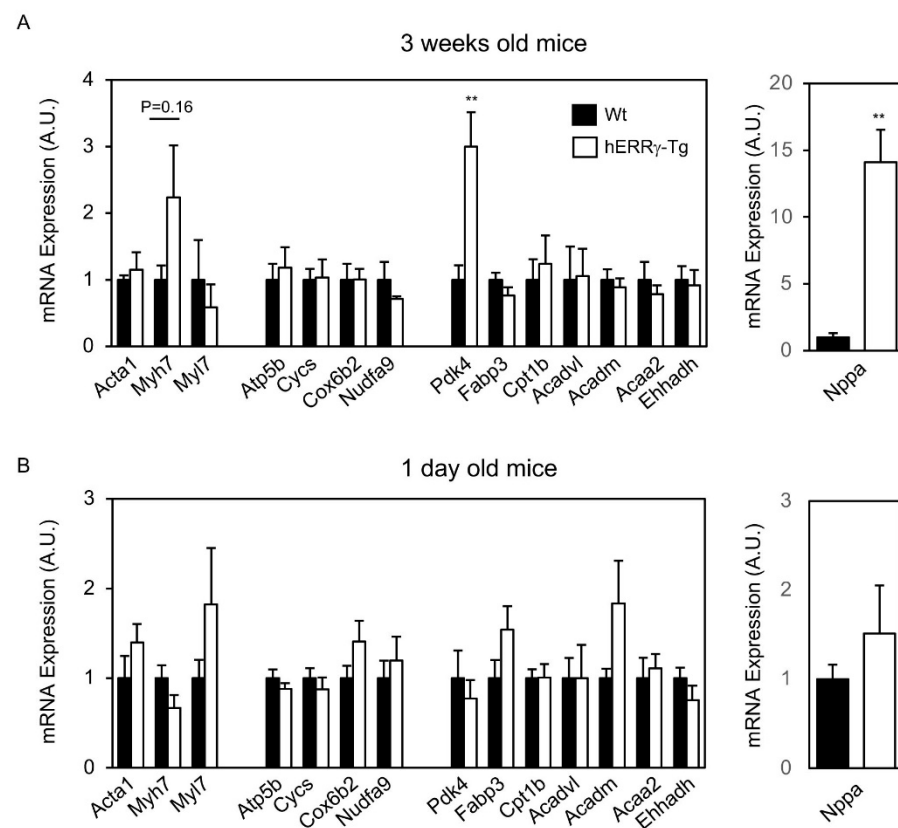 A
3 weeks old mice
mRNA Expression (A.U.)
4
3
2
1
0
P=0.16
**
Wt
hERRγ-Tg
Acta1
Myh7
Myl7
Atp5b
Cycs
Cox6b2
Nudfa9
Pdk4
Fabp3
Cpt1b
Acadvl
Acadm
Acaa2
Ehhadh
mRNA Expression (A.U.)
20
15
10
5
0
**
Nppa
B
1 day old mice
mRNA Expression (A.U.)
3
2
1
0
Acta1
Myh7
Myl7
Atp5b
Cycs
Cox6b2
Nudfa9
Pdk4
Fabp3
Cpt1b
Acadvl
Acadm
Acaa2
Ehhadh
mRNA Expression (A.U.)
3
2
1
0
Nppa